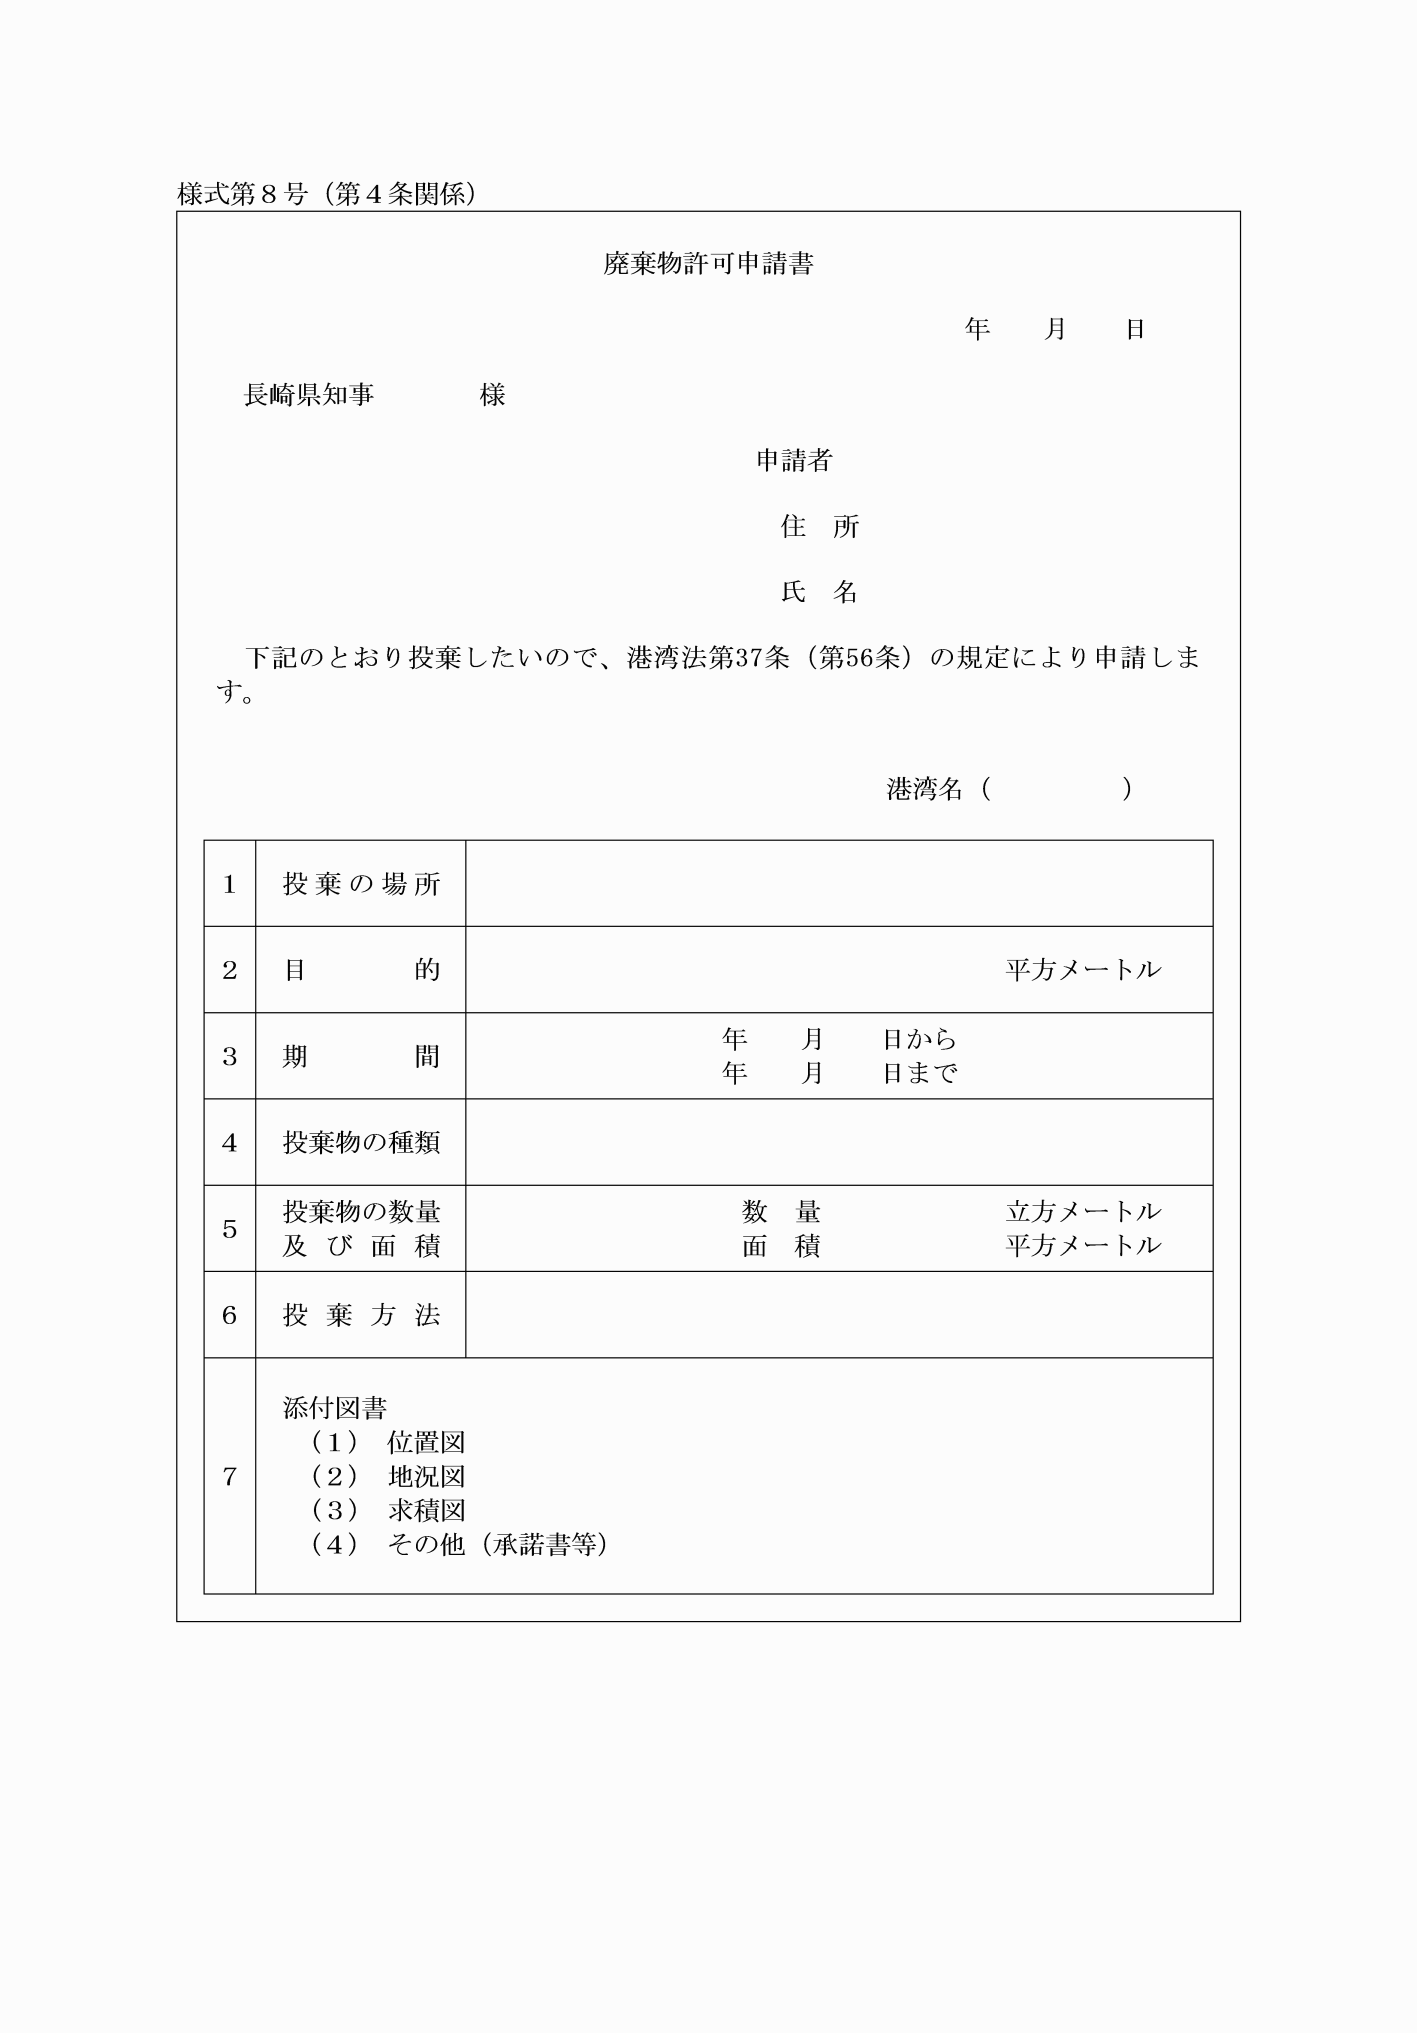 様式第８号（第４条関係）
廃棄物許可申請書
年　　月　　日
長崎県知事　　　　様
申請者
住　所
氏　名
下記のとおり投棄したいので、港湾法第37条（第56条）の規定により申請しま
す。
港湾名（　　　　　）
1　投棄の場所
2　目　　　　的　　平方メートル
3　期　　　　間　　年　　月　　日から
年　　月　　日まで
4　投棄物の種類
5　投棄物の数量　　数　量　　立方メートル
及び面積　　面　積　　平方メートル
6　投棄方法
7　添付図書
（１）　位置図
（２）　地況図
（３）　求積図
（４）　その他（承諾書等）